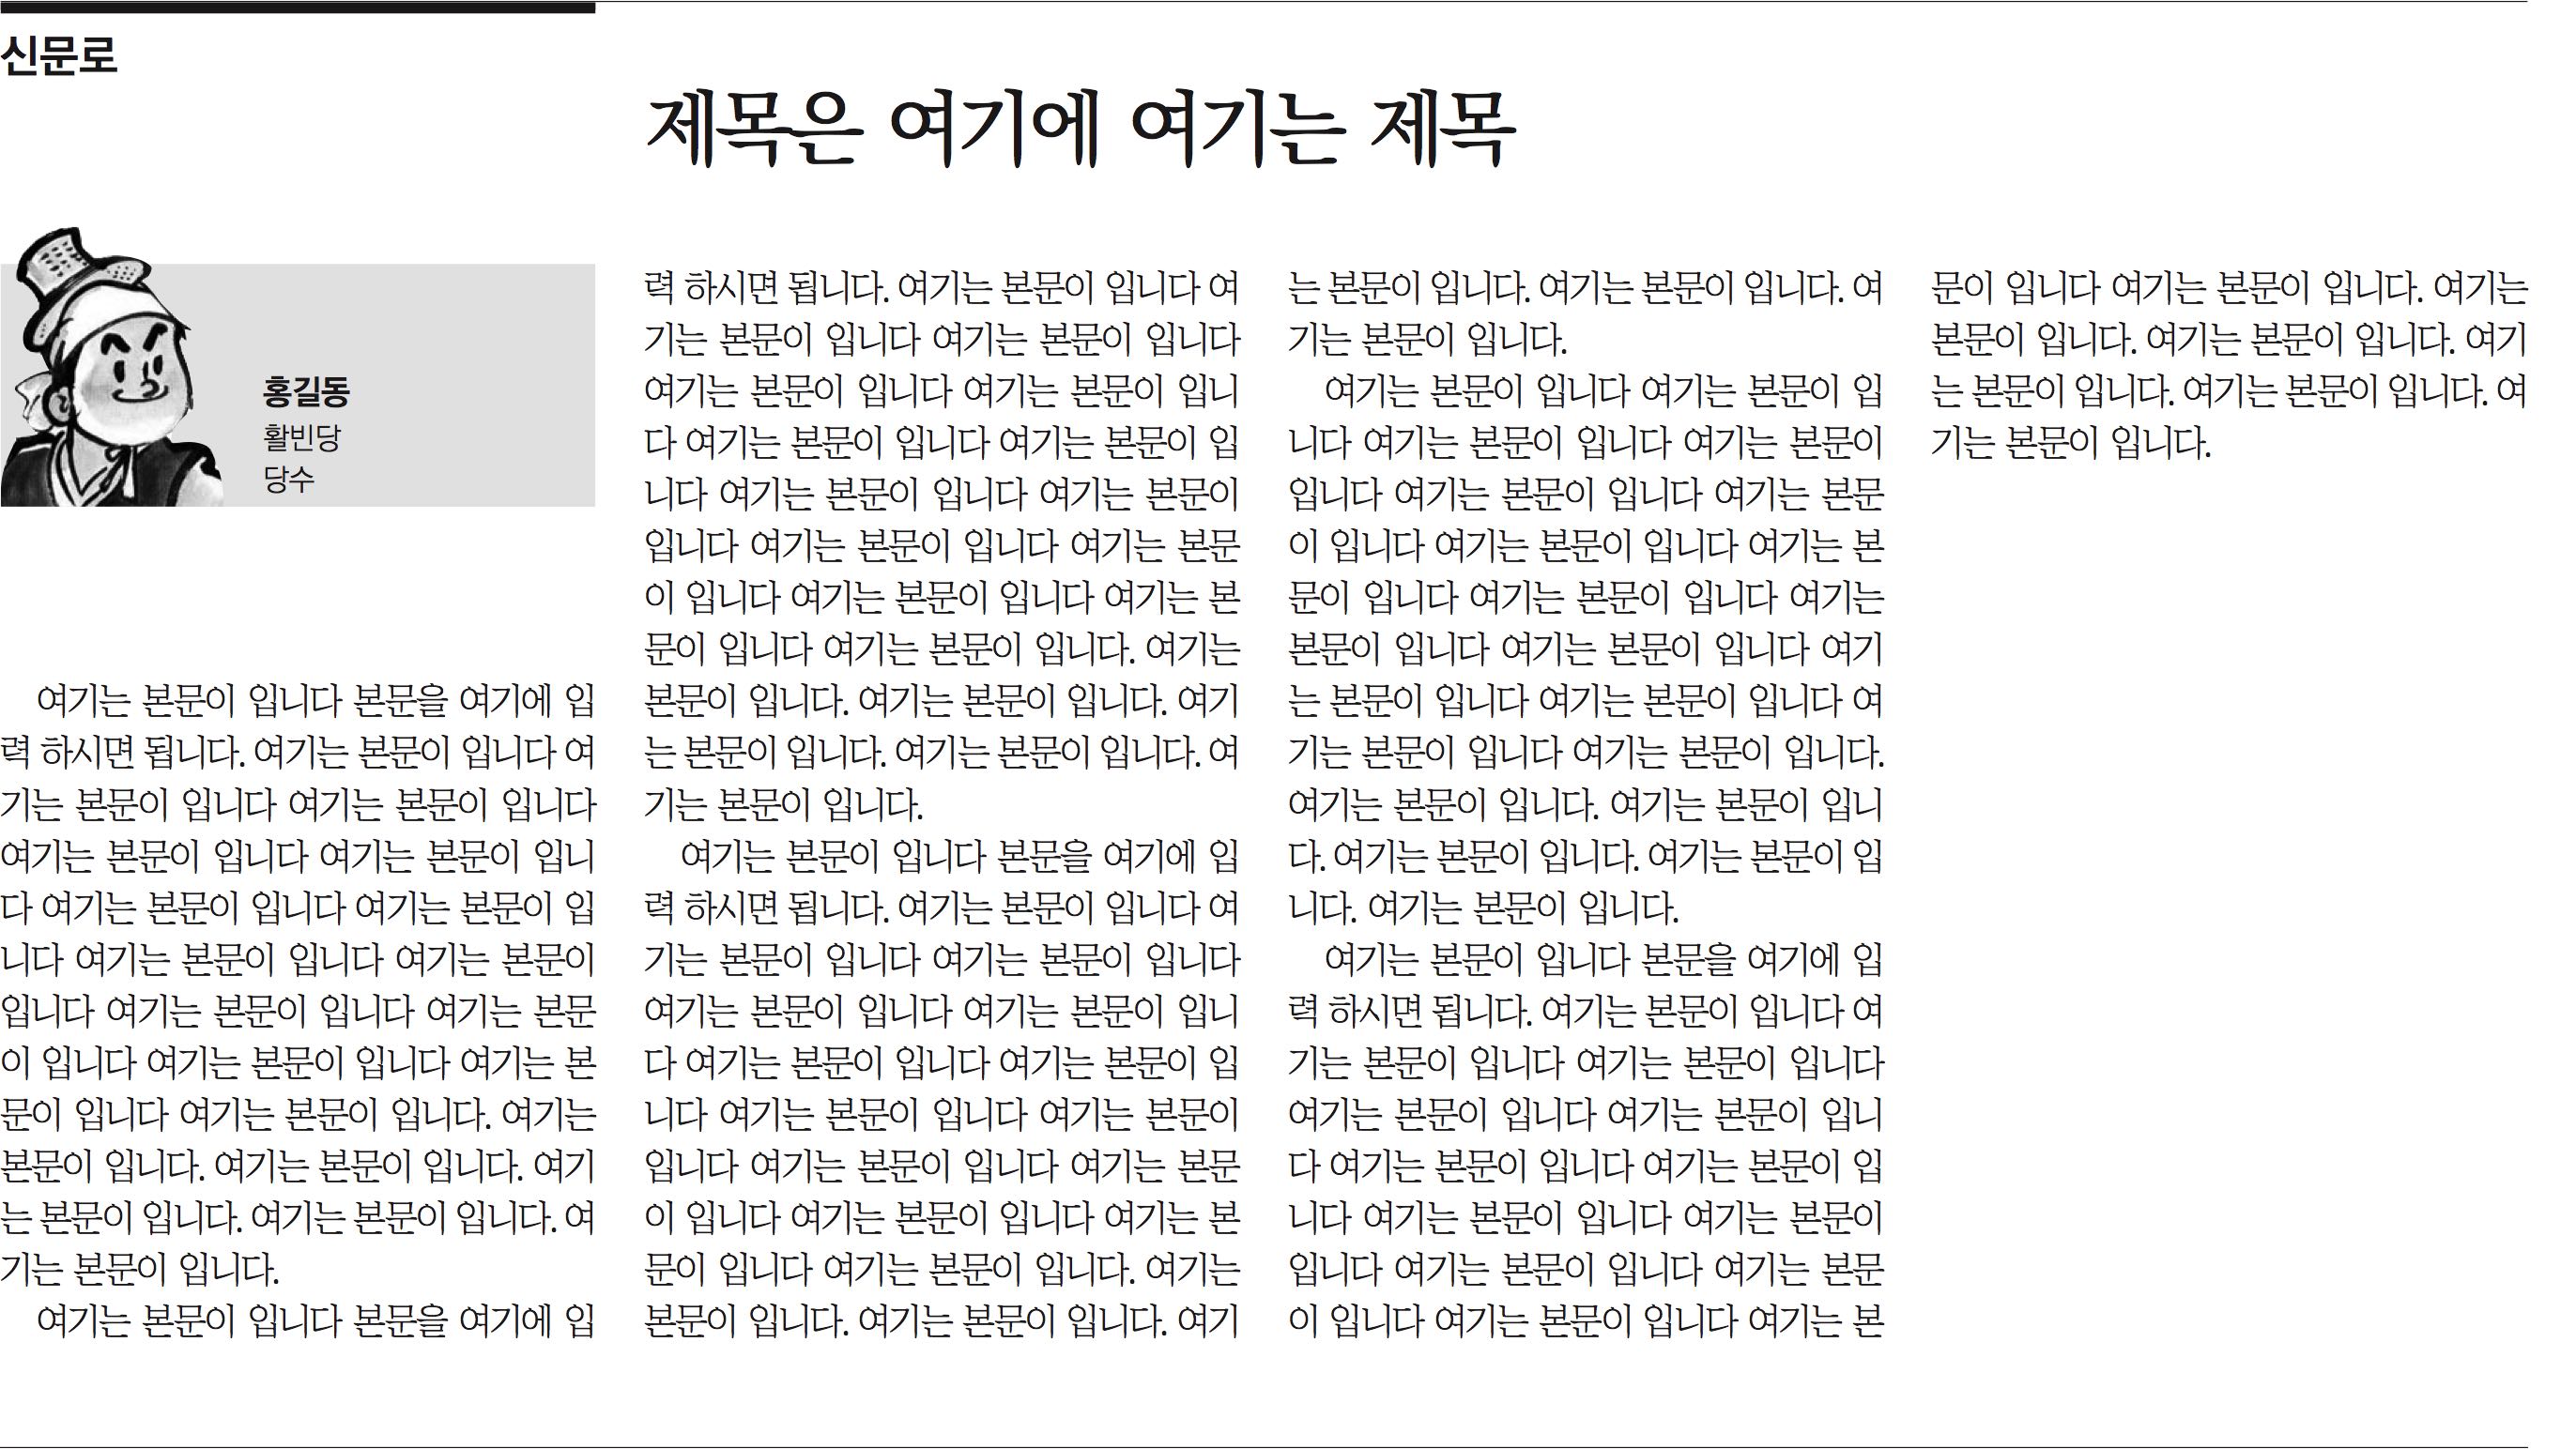 신문로
제목은 여기에 여기는 제목
홍길동
활빈당
당수
여기는 본문이 입니다 본문을 여기에 입
력 하시면 됩니다. 여기는 본문이 입니다 여
기는 본문이 입니다 여기는 본문이 입니다
여기는 본문이 입니다 여기는 본문이 입니
다 여기는 본문이 입니다 여기는 본문이 입
니다 여기는 본문이 입니다 여기는 본문이
입니다 여기는 본문이 입니다 여기는 본문
이 입니다 여기는 본문이 입니다 여기는 본
문이 입니다 여기는 본문이 입니다. 여기는
본문이 입니다. 여기는 본문이 입니다. 여기
는 본문이 입니다. 여기는 본문이 입니다. 여
기는 본문이 입니다.
여기는 본문이 입니다 본문을 여기에 입
력 하시면 됩니다. 여기는 본문이 입니다 여
기는 본문이 입니다 여기는 본문이 입니다
여기는 본문이 입니다 여기는 본문이 입니
다 여기는 본문이 입니다 여기는 본문이 입
니다 여기는 본문이 입니다 여기는 본문이
입니다 여기는 본문이 입니다 여기는 본문
이 입니다 여기는 본문이 입니다 여기는 본
문이 입니다 여기는 본문이 입니다. 여기는
본문이 입니다. 여기는 본문이 입니다. 여기
는 본문이 입니다. 여기는 본문이 입니다. 여
기는 본문이 입니다.
여기는 본문이 입니다 본문을 여기에 입
력 하시면 됩니다. 여기는 본문이 입니다 여
기는 본문이 입니다 여기는 본문이 입니다
여기는 본문이 입니다 여기는 본문이 입니
다 여기는 본문이 입니다 여기는 본문이 입
니다 여기는 본문이 입니다 여기는 본문이
입니다 여기는 본문이 입니다 여기는 본문
이 입니다 여기는 본문이 입니다 여기는 본
문이 입니다 여기는 본문이 입니다. 여기는
본문이 입니다. 여기는 본문이 입니다. 여기
는 본문이 입니다. 여기는 본문이 입니다. 여
기는 본문이 입니다.
여기는 본문이 입니다 여기는 본문이 입
니다 여기는 본문이 입니다 여기는 본문이
입니다 여기는 본문이 입니다 여기는 본문
이 입니다 여기는 본문이 입니다 여기는 본
문이 입니다 여기는 본문이 입니다 여기는
본문이 입니다 여기는 본문이 입니다 여기
는 본문이 입니다 여기는 본문이 입니다 여
기는 본문이 입니다 여기는 본문이 입니다.
여기는 본문이 입니다. 여기는 본문이 입니
다. 여기는 본문이 입니다. 여기는 본문이 입
니다. 여기는 본문이 입니다.
여기는 본문이 입니다 본문을 여기에 입
력 하시면 됩니다. 여기는 본문이 입니다 여
기는 본문이 입니다 여기는 본문이 입니다
여기는 본문이 입니다 여기는 본문이 입니
다 여기는 본문이 입니다 여기는 본문이 입
니다 여기는 본문이 입니다 여기는 본문이
입니다 여기는 본문이 입니다 여기는 본문
이 입니다 여기는 본문이 입니다 여기는 본
문이 입니다 여기는 본문이 입니다. 여기는
본문이 입니다. 여기는 본문이 입니다. 여기
는 본문이 입니다. 여기는 본문이 입니다. 여
기는 본문이 입니다.